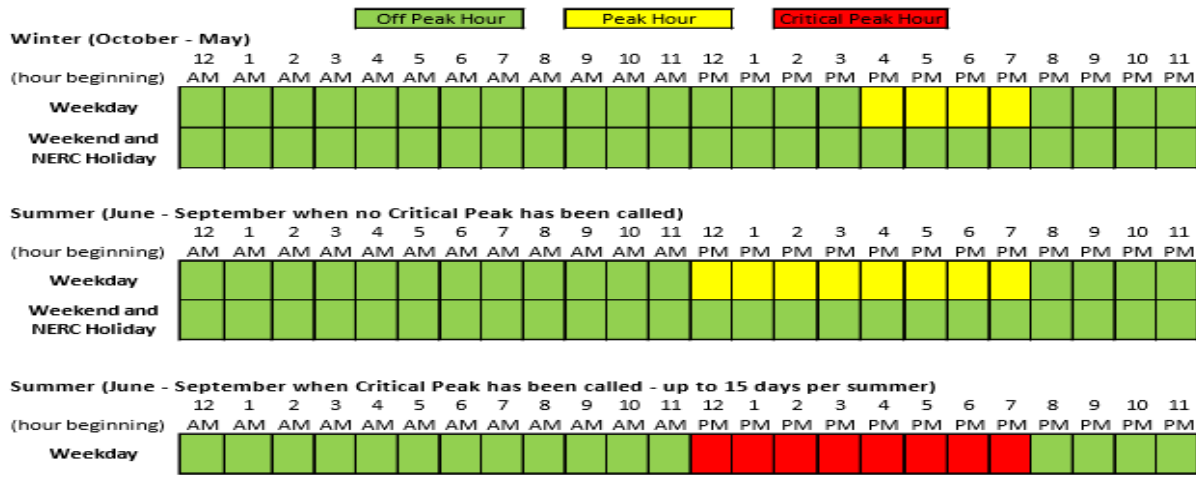 Off Peak Hour Peak Hour Critical Peak Hour
Winter (October - May)
12 1 2 3 4 5 6 7 8 9 10 11 12 1 2 3 4 5 6 7 8 9 10 11
(hour beginning) AM AM AM AM AM AM AM AM AM AM AM AM PM PM PM PM PM PM PM PM PM PM PM PM
Weekday
Weekend and
NERC Holiday
Summer (June - September when no Critical Peak has been called)
12 1 2 3 4 5 6 7 8 9 10 11 12 1 2 3 4 5 6 7 8 9 10 11
(hour beginning) AM AM AM AM AM AM AM AM AM AM AM AM PM PM PM PM PM PM PM PM PM PM PM PM
Weekday
Weekend and
NERC Holiday
Summer (June - September when Critical Peak has been called - up to 15 days per summer)
12 1 2 3 4 5 6 7 8 9 10 11 12 1 2 3 4 5 6 7 8 9 10 11
(hour beginning) AM AM AM AM AM AM AM AM AM AM AM AM PM PM PM PM PM PM PM PM PM PM PM PM
Weekday